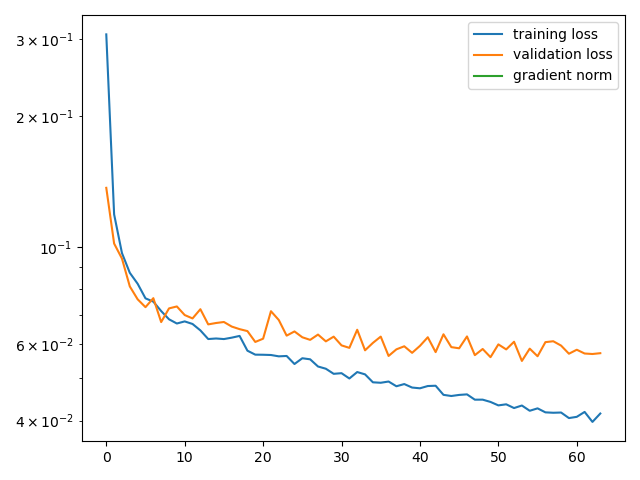 training loss
validation loss
gradient norm
3 × 10⁻¹
2 × 10⁻¹
10⁻¹
6 × 10⁻²
4 × 10⁻²
0 10 20 30 40 50 60